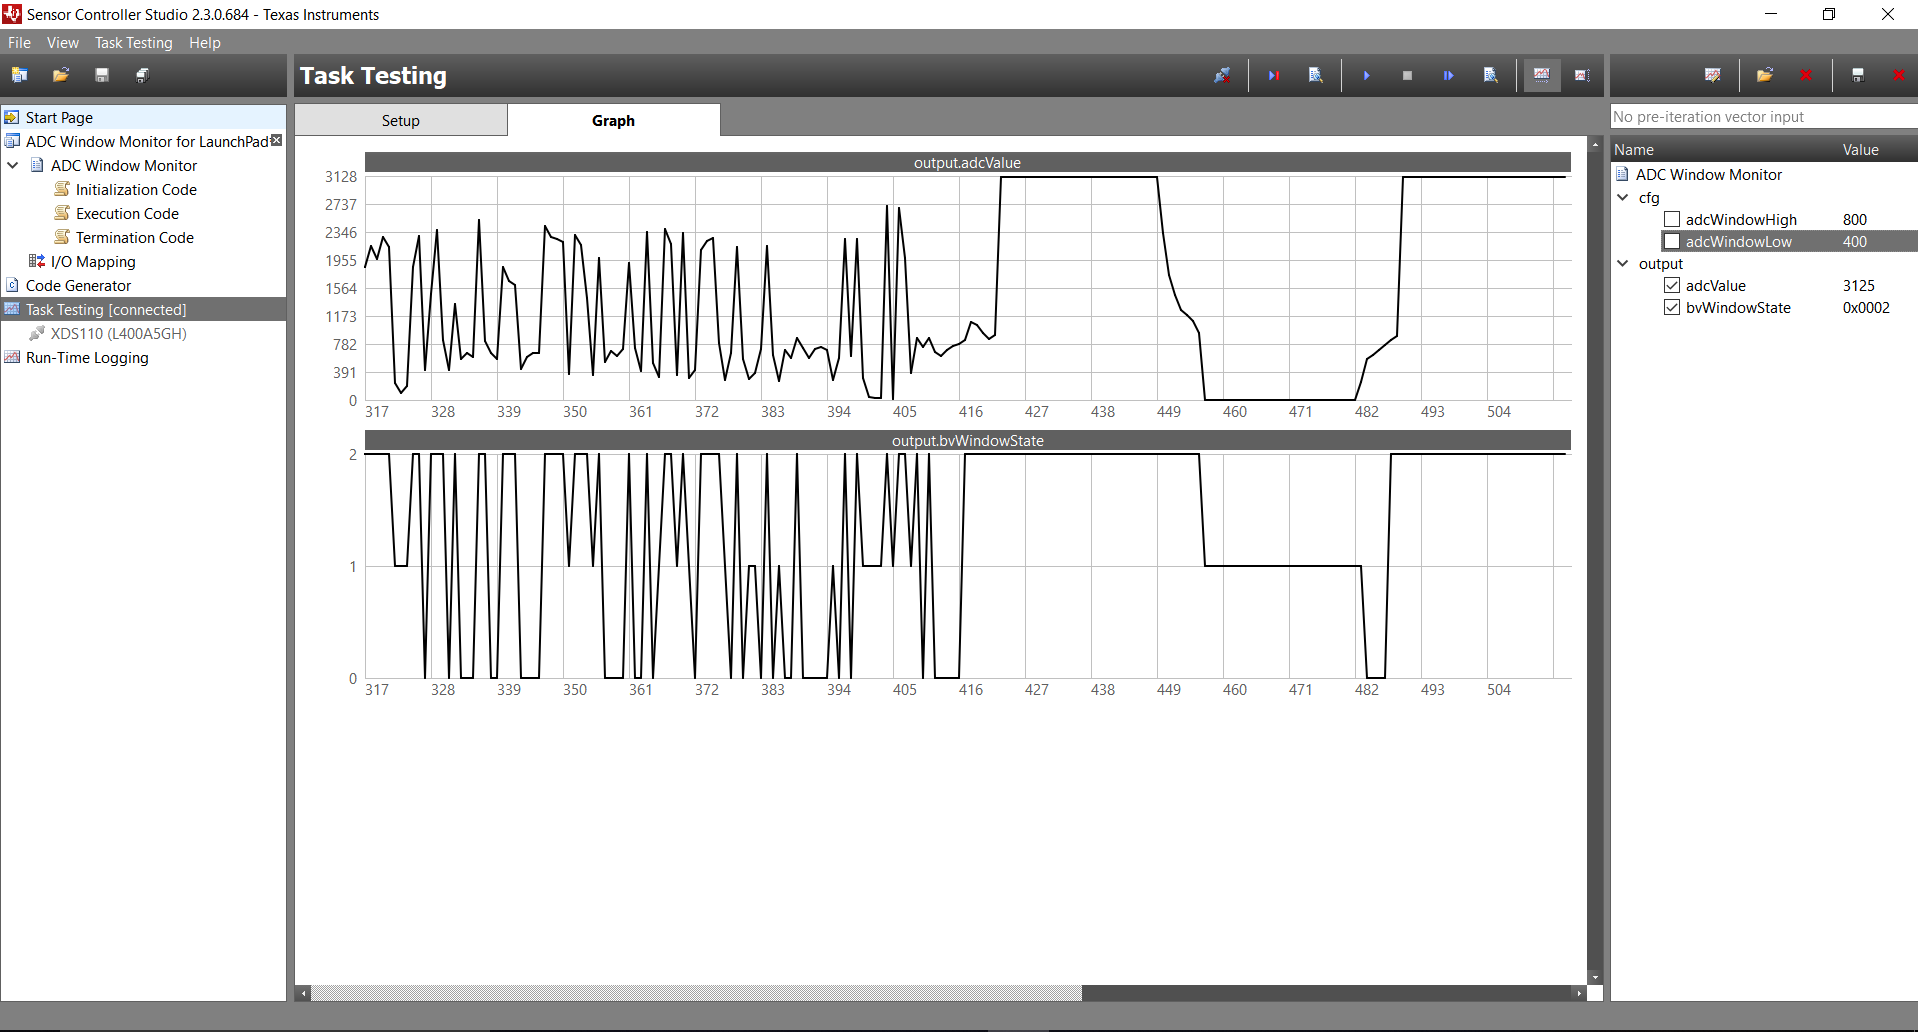 Sensor Controller Studio 2.3.0.684 - Texas Instruments
File View Task Testing Help
Task Testing
Start Page
ADC Window Monitor for LaunchPad
ADC Window Monitor
Initialization Code
Execution Code
Termination Code
I/O Mapping
Code Generator
Task Testing [connected]
XDS110 (L400A5GH)
Run-Time Logging
Setup Graph
output.adcValue
3128
2737
2346
1955
1564
1173
782
391
0
317 328 339 350 361 372 383 394 405 416 427 438 449 460 471 482 493 504
output.bvWindowState
2
1
0
317 328 339 350 361 372 383 394 405 416 427 438 449 460 471 482 493 504
No pre-iteration vector input
Name Value
ADC Window Monitor
cfg
adcWindowHigh 800
adcWindowLow 400
output
adcValue 3125
bvWindowState 0x0002